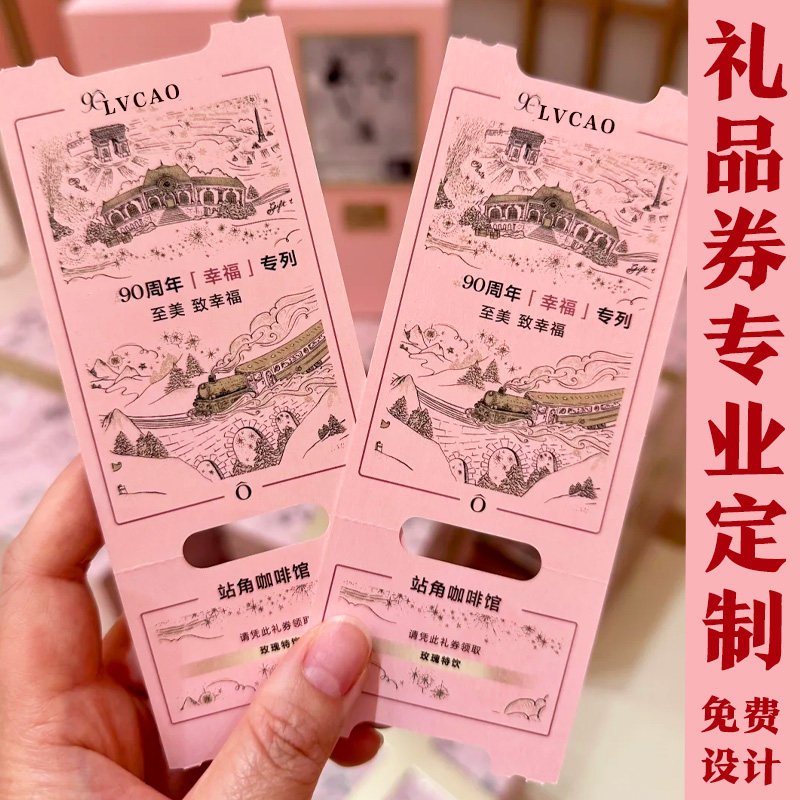 90 LVCAO
Paris
90周年「幸福」专列
至美 致幸福
Ô
站角咖啡馆
请凭此礼券领取
玫瑰特饮
90 LVCAO
90周年「幸福」专列
至美 致幸福
Ô
站角咖啡馆
请凭此礼券领取
玫瑰特饮
礼品券专业定制
免费
设计